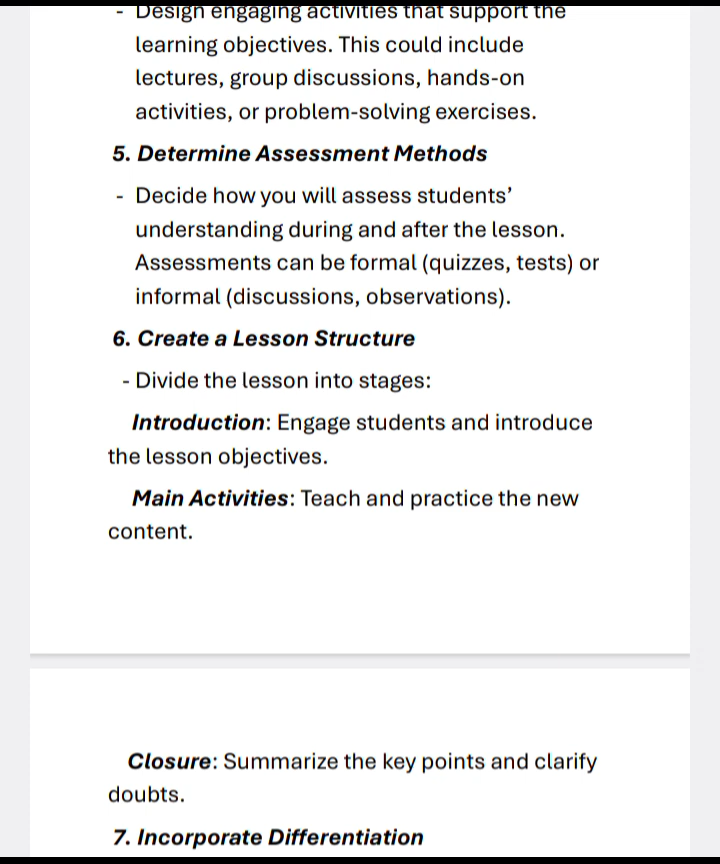 - Design engaging activities that support the
learning objectives. This could include
lectures, group discussions, hands-on
activities, or problem-solving exercises.
5. Determine Assessment Methods
- Decide how you will assess students’
understanding during and after the lesson.
Assessments can be formal (quizzes, tests) or
informal (discussions, observations).
6. Create a Lesson Structure
- Divide the lesson into stages:
Introduction: Engage students and introduce
the lesson objectives.
Main Activities: Teach and practice the new
content.
Closure: Summarize the key points and clarify
doubts.
7. Incorporate Differentiation